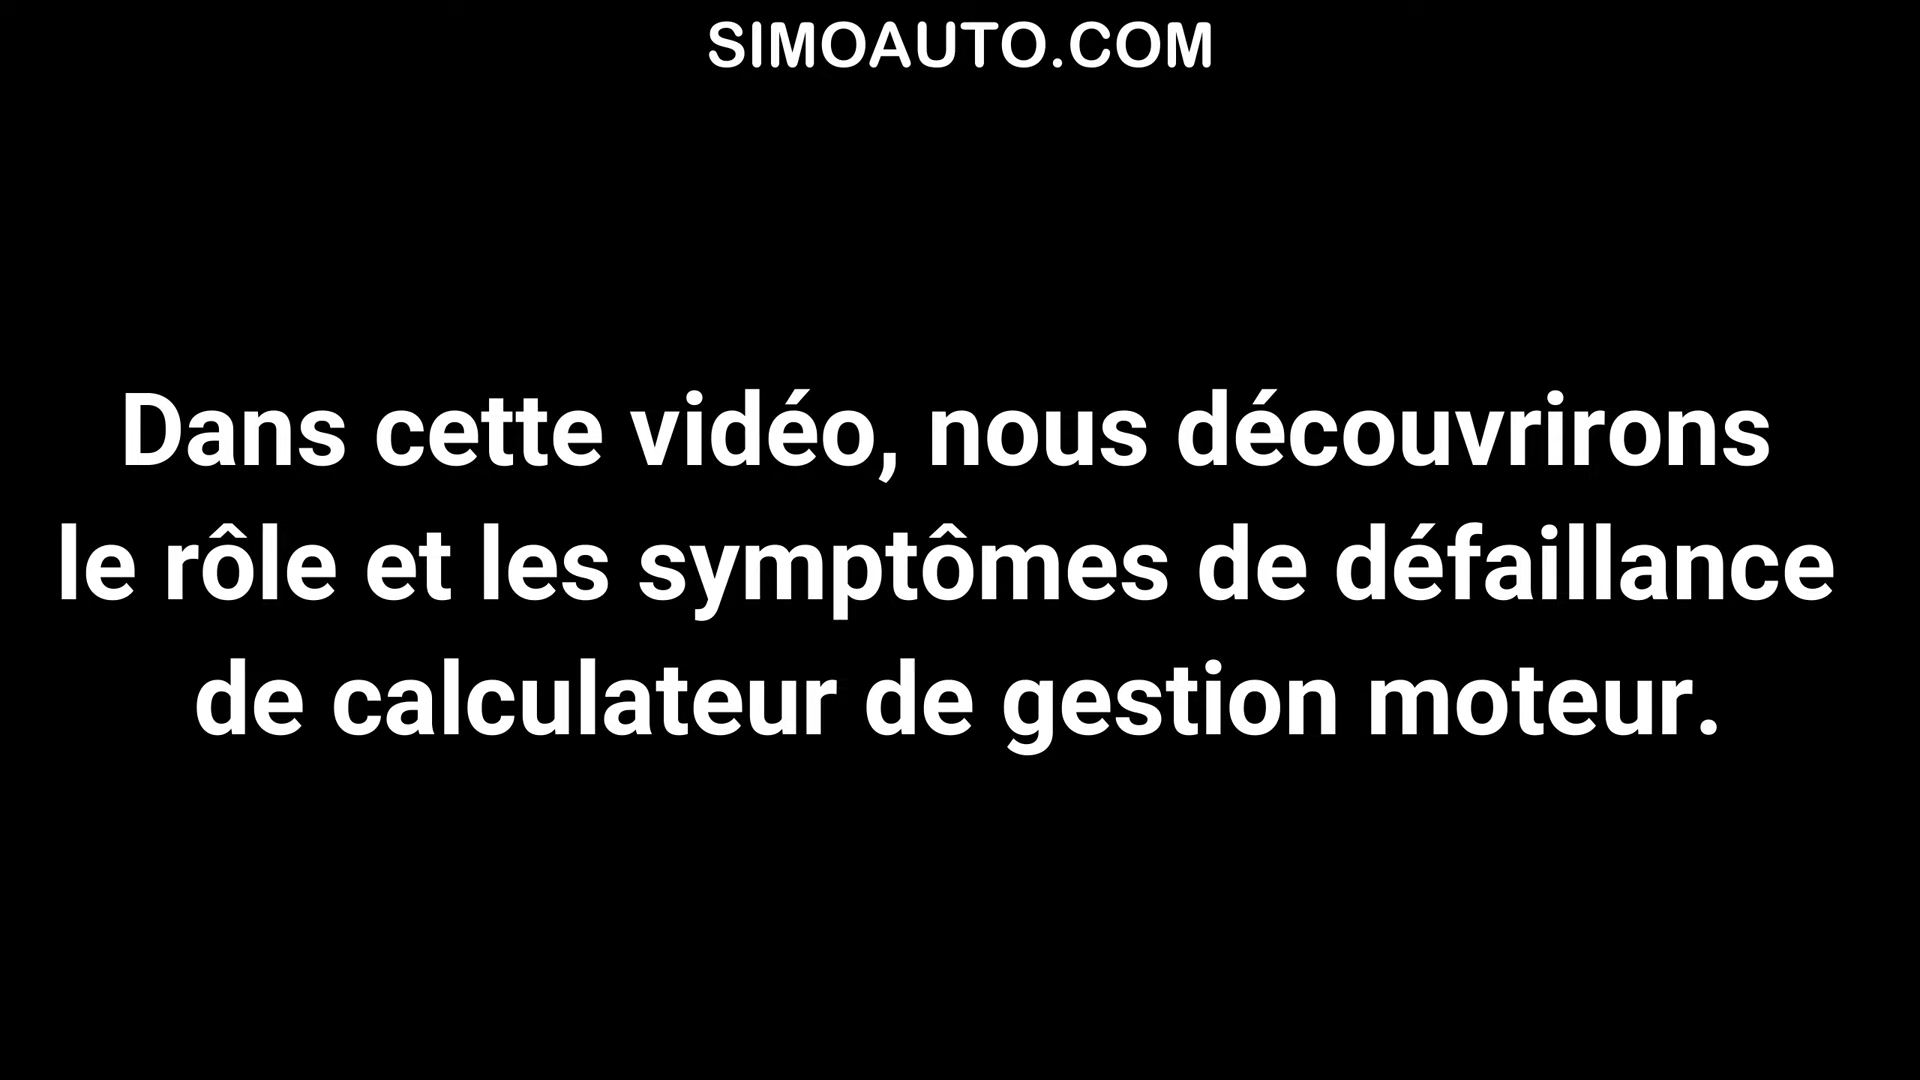 SIMOAUTO.COM
Dans cette vidéo, nous découvrirons
le rôle et les symptômes de défaillance
de calculateur de gestion moteur.